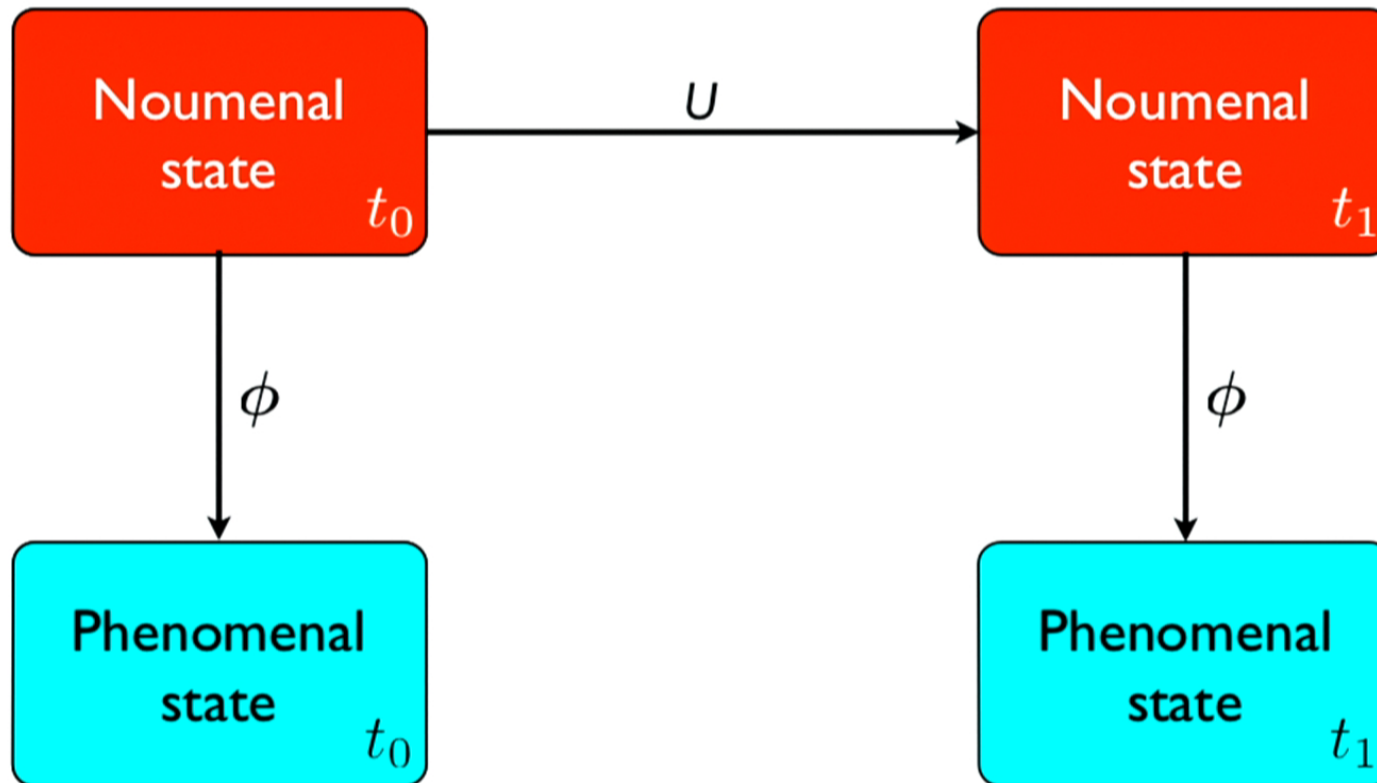 Noumenal
state
t₀
U
Noumenal
state
t₁
ϕ
ϕ
Phenomenal
state
t₀
Phenomenal
state
t₁